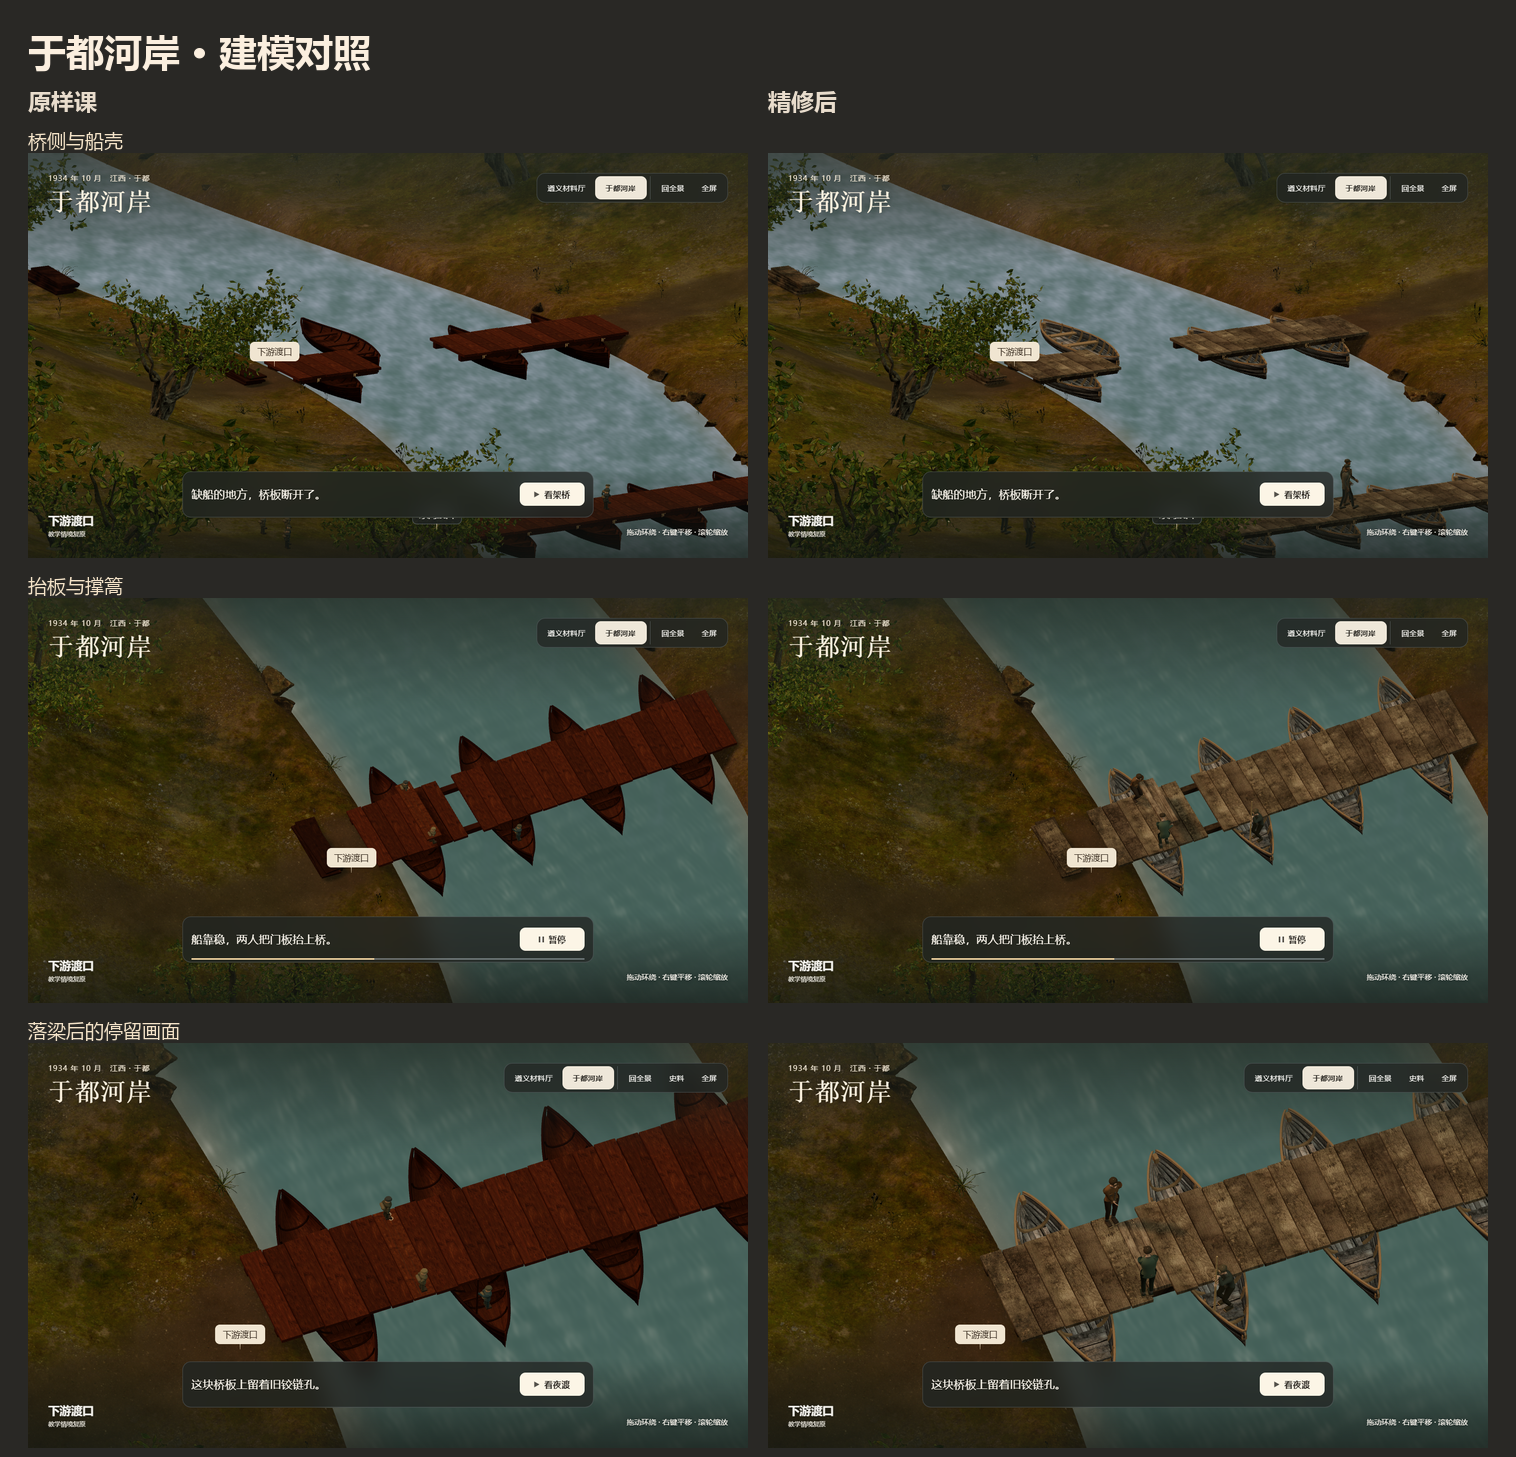 于都河岸 · 建模对照
原样课
精修后
桥侧与船壳
1934 年 10 月　江西 · 于都
于都河岸
遵义材料厅
于都河岸
回全景
全屏
下游渡口
缺船的地方，桥板断开了。
▶ 看架桥
下游渡口
教学情境复原
拖动环绕 · 右键平移 · 滚轮缩放
1934 年 10 月　江西 · 于都
于都河岸
遵义材料厅
于都河岸
回全景
全屏
下游渡口
缺船的地方，桥板断开了。
▶ 看架桥
下游渡口
教学情境复原
拖动环绕 · 右键平移 · 滚轮缩放
抬板与撑篙
1934 年 10 月　江西 · 于都
于都河岸
遵义材料厅
于都河岸
回全景
全屏
下游渡口
船靠稳，两人把门板抬上桥。
暂停
下游渡口
教学情境复原
拖动环绕 · 右键平移 · 滚轮缩放
1934 年 10 月　江西 · 于都
于都河岸
遵义材料厅
于都河岸
回全景
全屏
下游渡口
船靠稳，两人把门板抬上桥。
暂停
下游渡口
教学情境复原
拖动环绕 · 右键平移 · 滚轮缩放
落梁后的停留画面
1934 年 10 月　江西 · 于都
于都河岸
遵义材料厅
于都河岸
回全景
史料
全屏
下游渡口
这块桥板上留着旧铰链孔。
▶ 看夜渡
下游渡口
教学情境复原
拖动环绕 · 右键平移 · 滚轮缩放
1934 年 10 月　江西 · 于都
于都河岸
遵义材料厅
于都河岸
回全景
史料
全屏
下游渡口
这块桥板上留着旧铰链孔。
▶ 看夜渡
下游渡口
教学情境复原
拖动环绕 · 右键平移 · 滚轮缩放